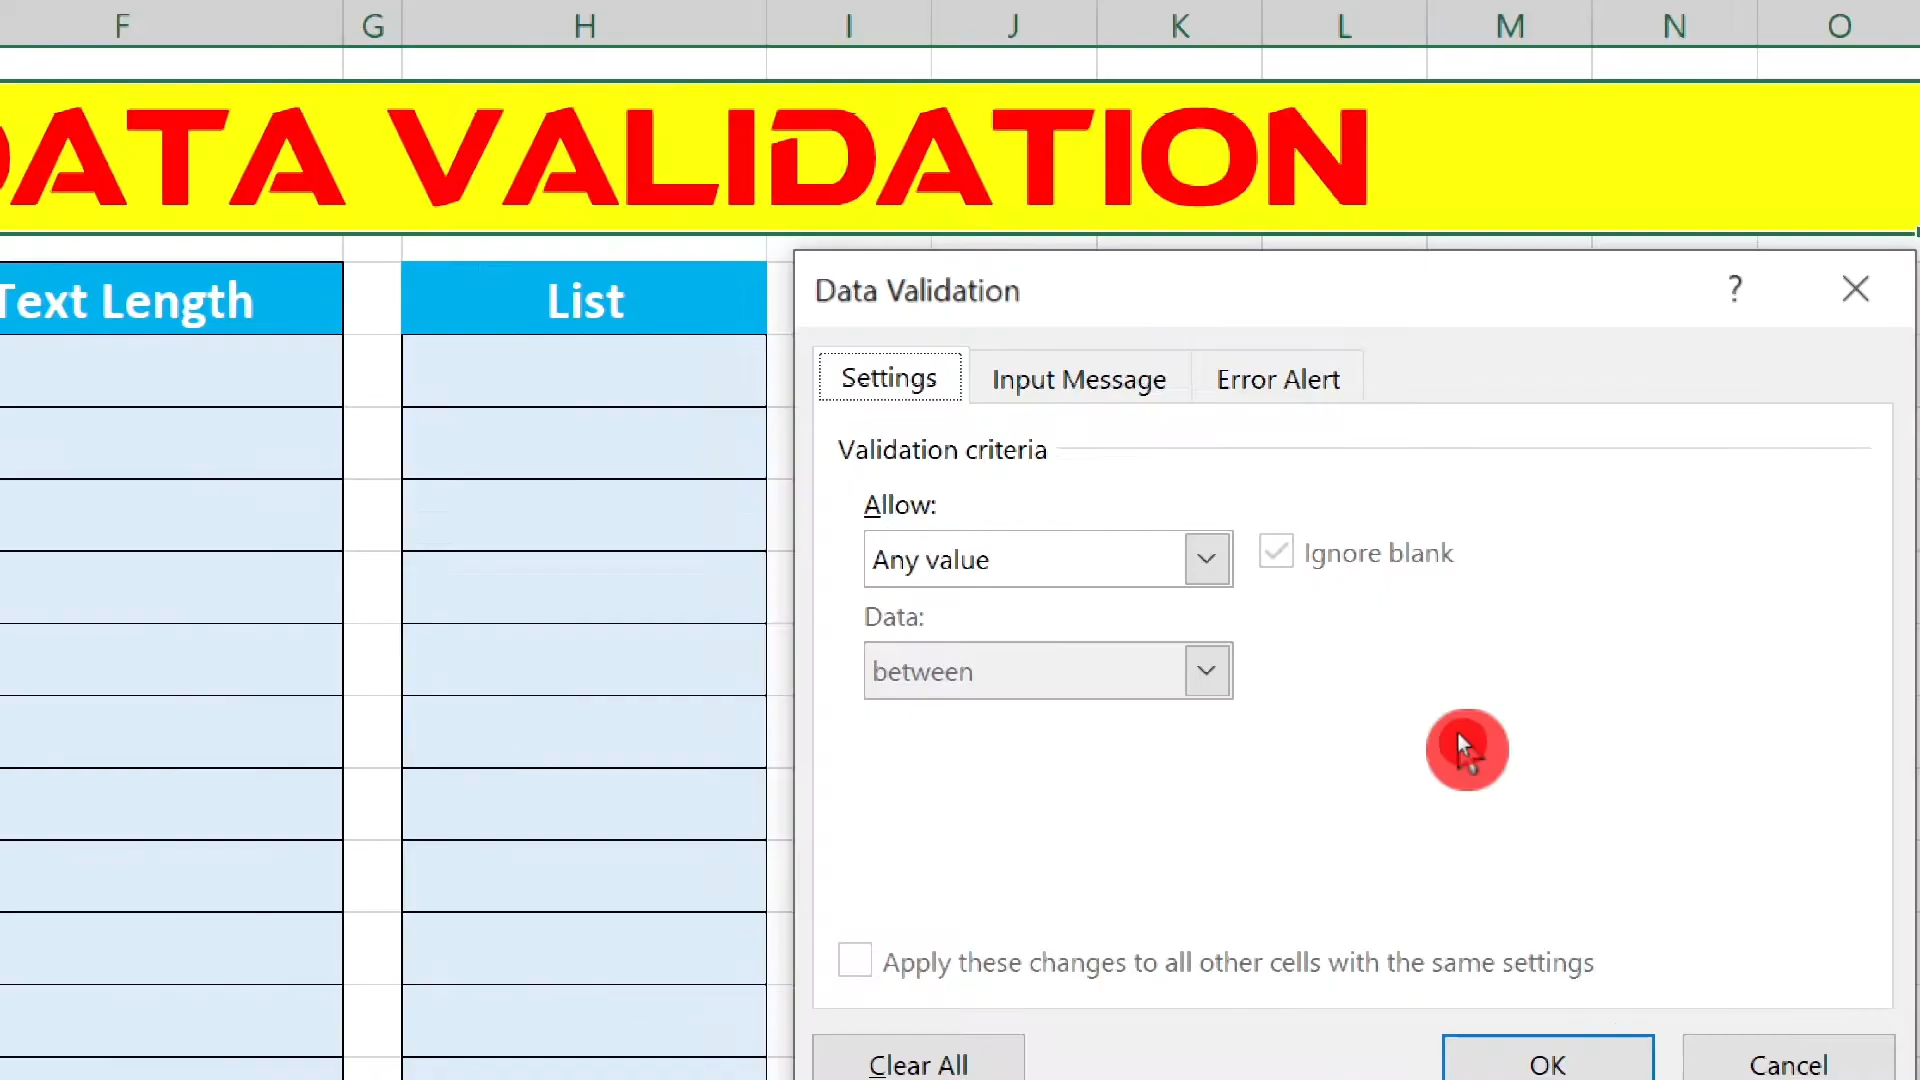 F G H I J K L M N O
DATA VALIDATION
Text Length
List
Data Validation
?
Settings
Input Message
Error Alert
Validation criteria
Allow:
Any value
Ignore blank
Data:
between
Apply these changes to all other cells with the same settings
Clear All
OK
Cancel